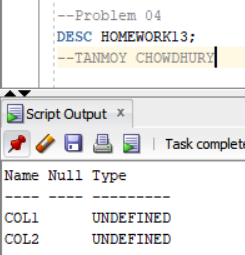 --Problem 04
DESC HOMEWORK13;
--TANMOY CHOWDHURY
Script Output x
Task complete
Name Null Type
---- ---- ---------
COL1 UNDEFINED
COL2 UNDEFINED